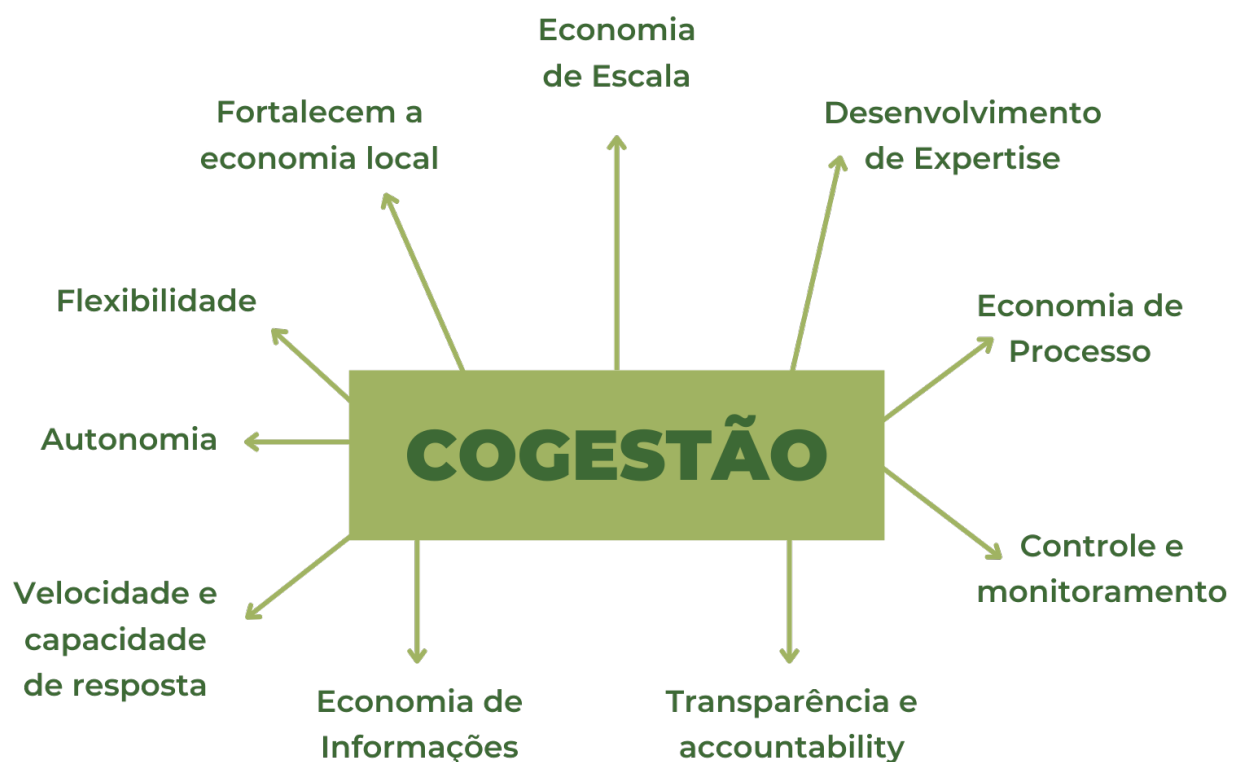 Economia
de Escala
Fortalecem a
economia local
Desenvolvimento
de Expertise
Flexibilidade
Economia de
Processo
Autonomia
COGESTÃO
Controle e
monitoramento
Velocidade e
capacidade
de resposta
Economia de
Informações
Transparência e
accountability